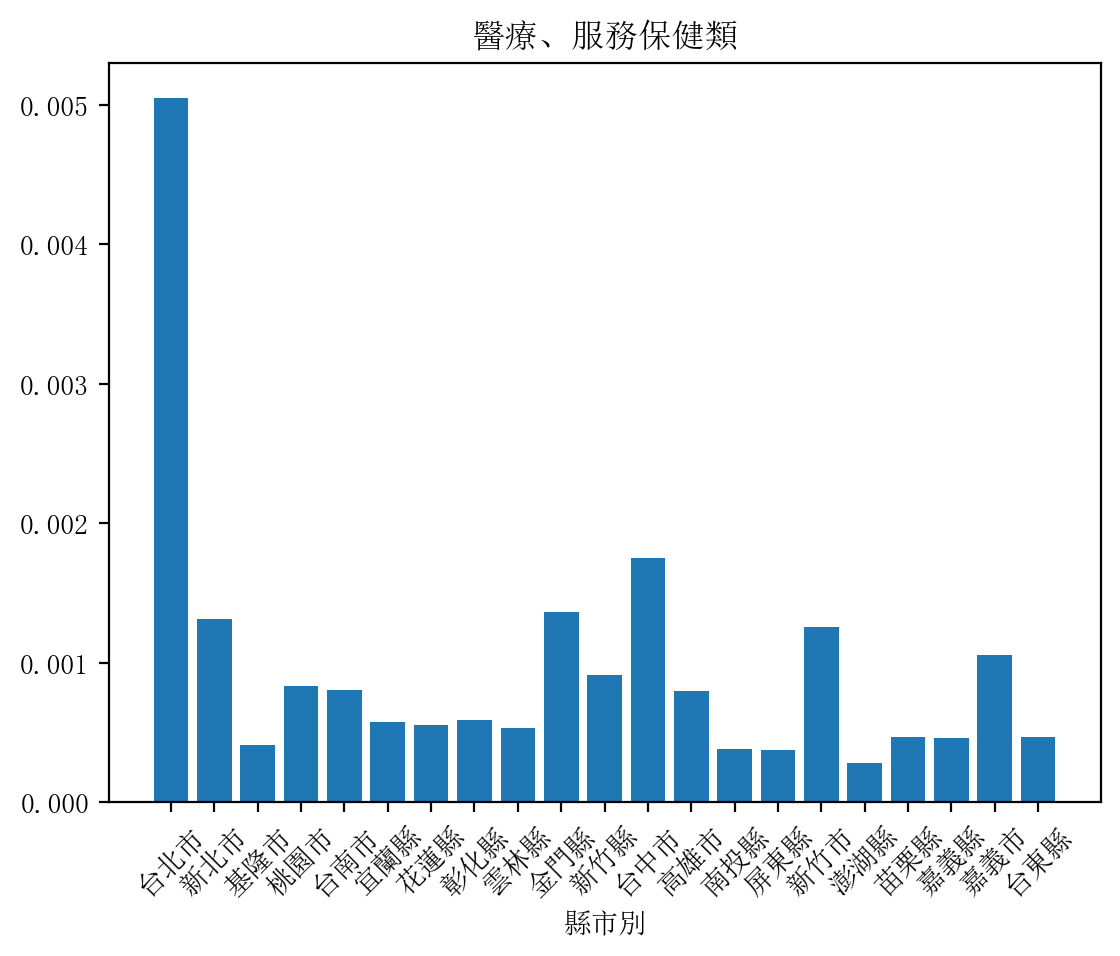 醫療、服務保健類
0.005
0.004
0.003
0.002
0.001
0.000
台北市
新北市
基隆市
桃園市
台南市
宜蘭縣
花蓮縣
彰化縣
雲林縣
金門縣
新竹縣
台中市
高雄市
南投縣
屏東縣
新竹市
澎湖縣
苗栗縣
嘉義縣
嘉義市
台東縣
縣市別